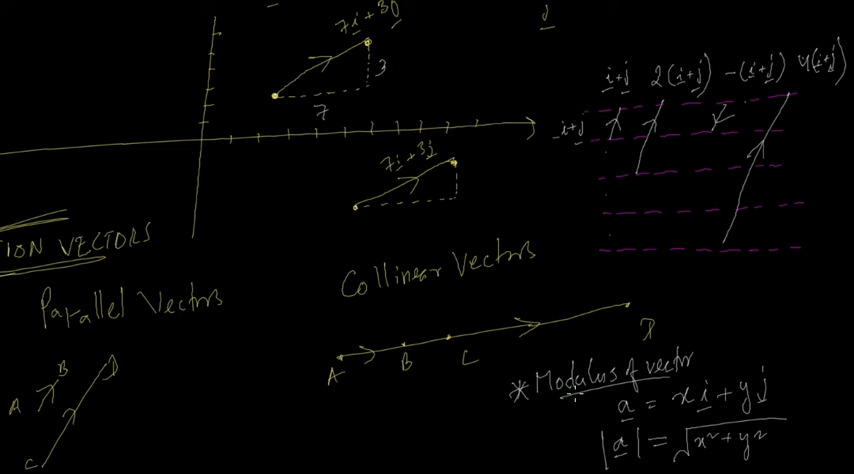 7i + 3j
3
7
j
i+j 2(i+j) -(i+j) 4(i+j)
-i+j
7i + 3j
TION VECTORS
Collinear Vectors
Parallel Vectors
A B C D
A B C D
* Modulus of vector
a = xi + yj
|a| = √x²+y²